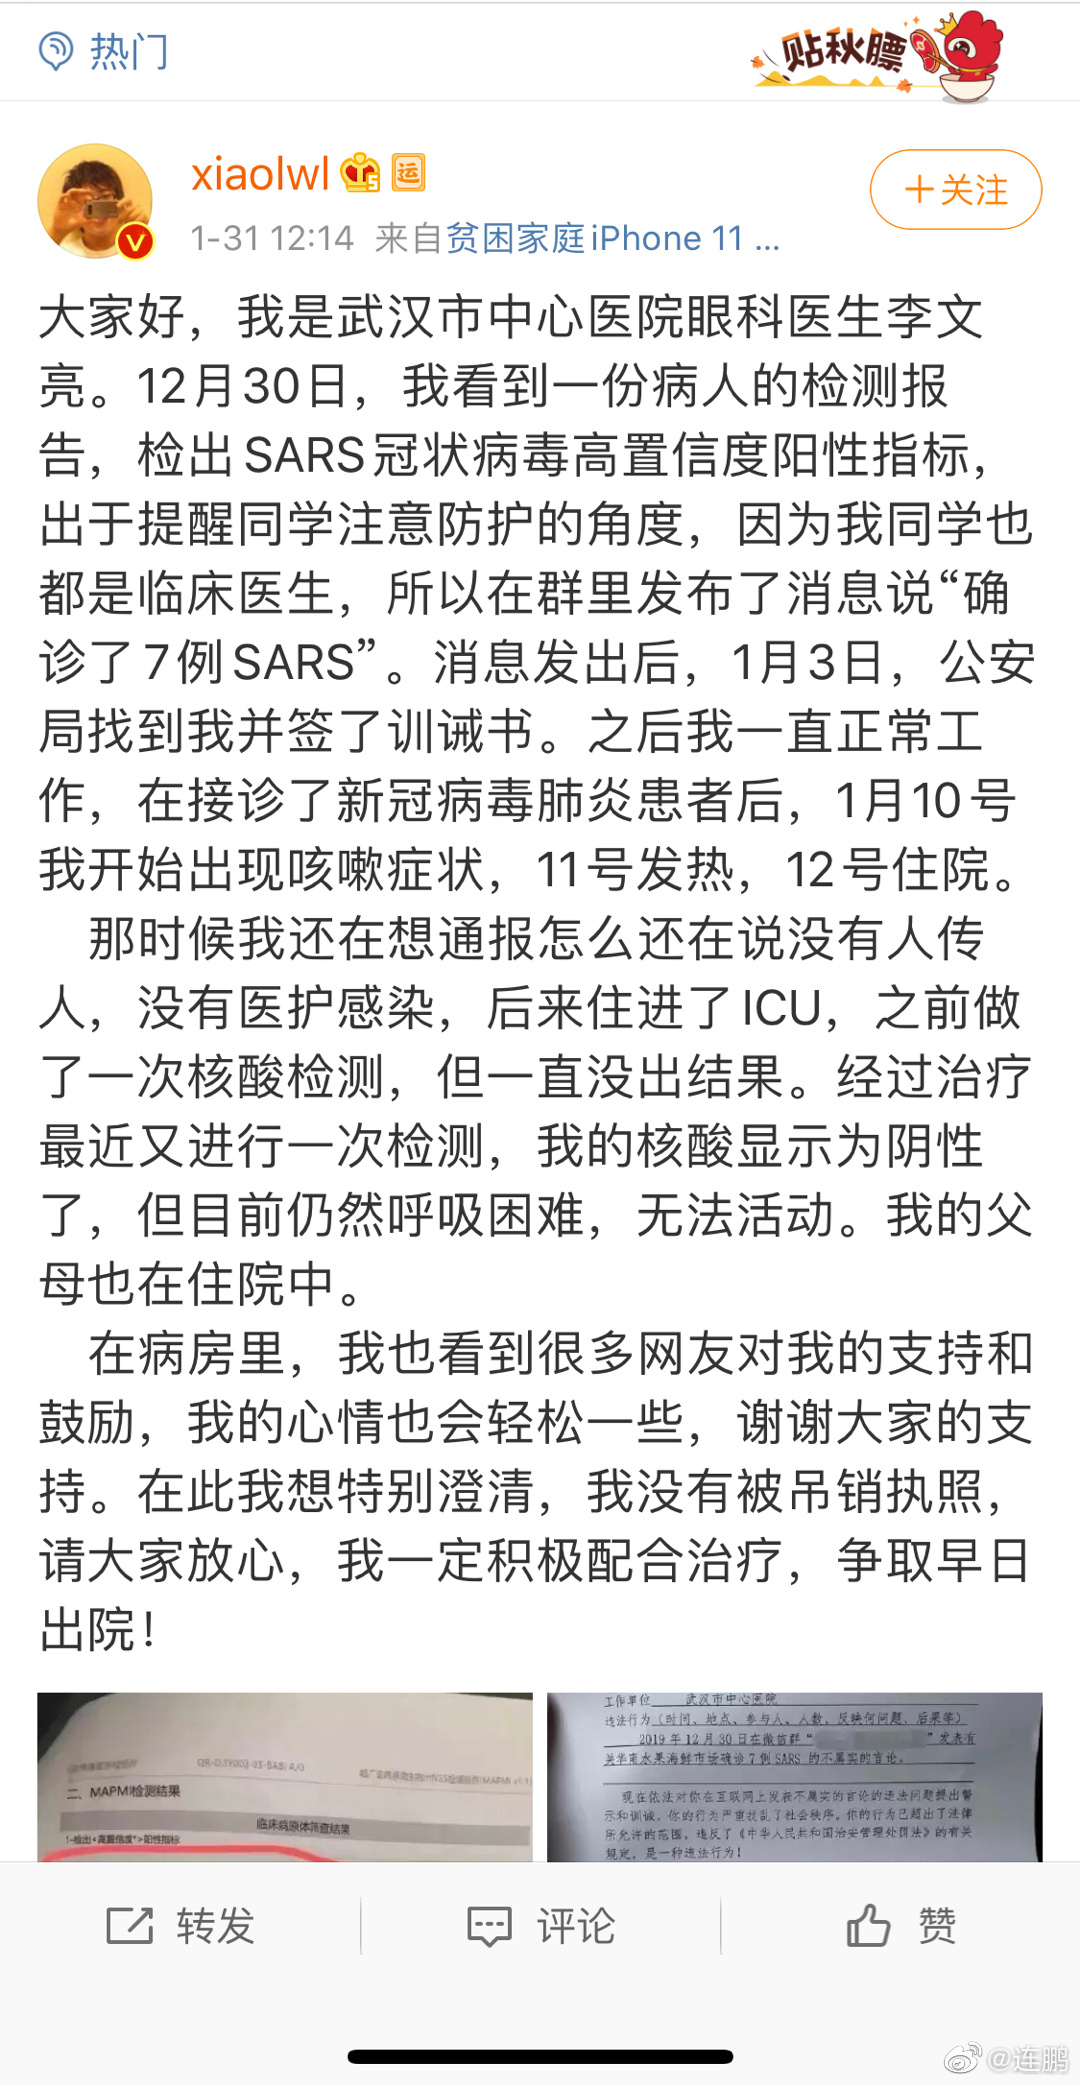 热门
贴秋膘
xiaolwl 5 运
+关注
1-31 12:14 来自贫困家庭iPhone 11 ...
大家好，我是武汉市中心医院眼科医生李文
亮。12月30日，我看到一份病人的检测报
告，检出SARS冠状病毒高置信度阳性指标，
出于提醒同学注意防护的角度，因为我同学也
都是临床医生，所以在群里发布了消息说“确
诊了7例SARS”。消息发出后，1月3日，公安
局找到我并签了训诫书。之后我一直正常工
作，在接诊了新冠病毒肺炎患者后，1月10号
我开始出现咳嗽症状，11号发热，12号住院。
那时候我还在想通报怎么还在说没有人传
人，没有医护感染，后来住进了ICU，之前做
了一次核酸检测，但一直没出结果。经过治疗
最近又进行一次检测，我的核酸显示为阴性
了，但目前仍然呼吸困难，无法活动。我的父
母也在住院中。
在病房里，我也看到很多网友对我的支持和
鼓励，我的心情也会轻松一些，谢谢大家的支
持。在此我想特别澄清，我没有被吊销执照，
请大家放心，我一定积极配合治疗，争取早日
出院！
二、MAPMI检测结果
临床病原体筛查结果
1-检出<高置信度*>阳性指标
工作单位 武汉市中心医院
违法行为（时间、地点、参与人、人数、反映何问题、后果等）
2019年12月30日在微信群“ ”发表有
关华南水果海鲜市场确诊7例SARS的不属实的言论。
现在依法对你在互联网上发表不属实的言论的违法问题提出警
示和训诫。你的行为严重扰乱了社会秩序。你的行为已超出了法律
所允许的范围，违反了《中华人民共和国治安管理处罚法》的有关
规定，是一种违法行为！
转发
评论
赞
@连鹏